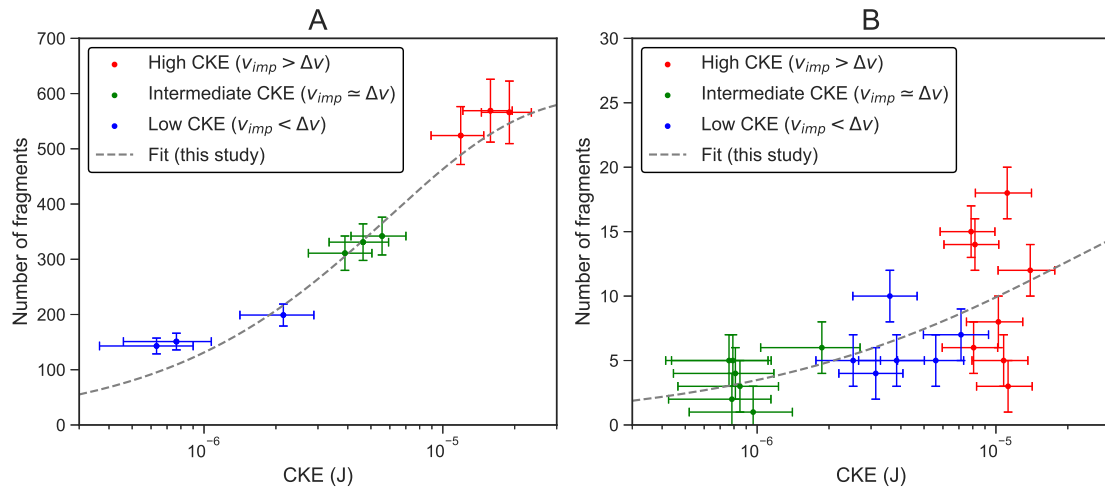 A
Number of fragments
700
600
500
400
300
200
100
0
High CKE (v_imp > Δv)
Intermediate CKE (v_imp ≃ Δv)
Low CKE (v_imp < Δv)
Fit (this study)
10⁻⁶
10⁻⁵
CKE (J)
B
Number of fragments
30
25
20
15
10
5
0
High CKE (v_imp > Δv)
Intermediate CKE (v_imp ≃ Δv)
Low CKE (v_imp < Δv)
Fit (this study)
10⁻⁶
10⁻⁵
CKE (J)